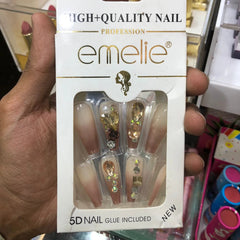 HIGH+QUALITY NAIL
PROFESSION
emelie®
5D NAIL GLUE INCLUDED
NEW